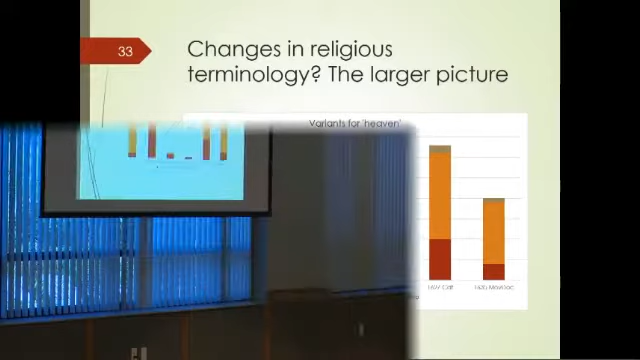 33
Changes in religious
terminology? The larger picture
Variants for 'heaven'